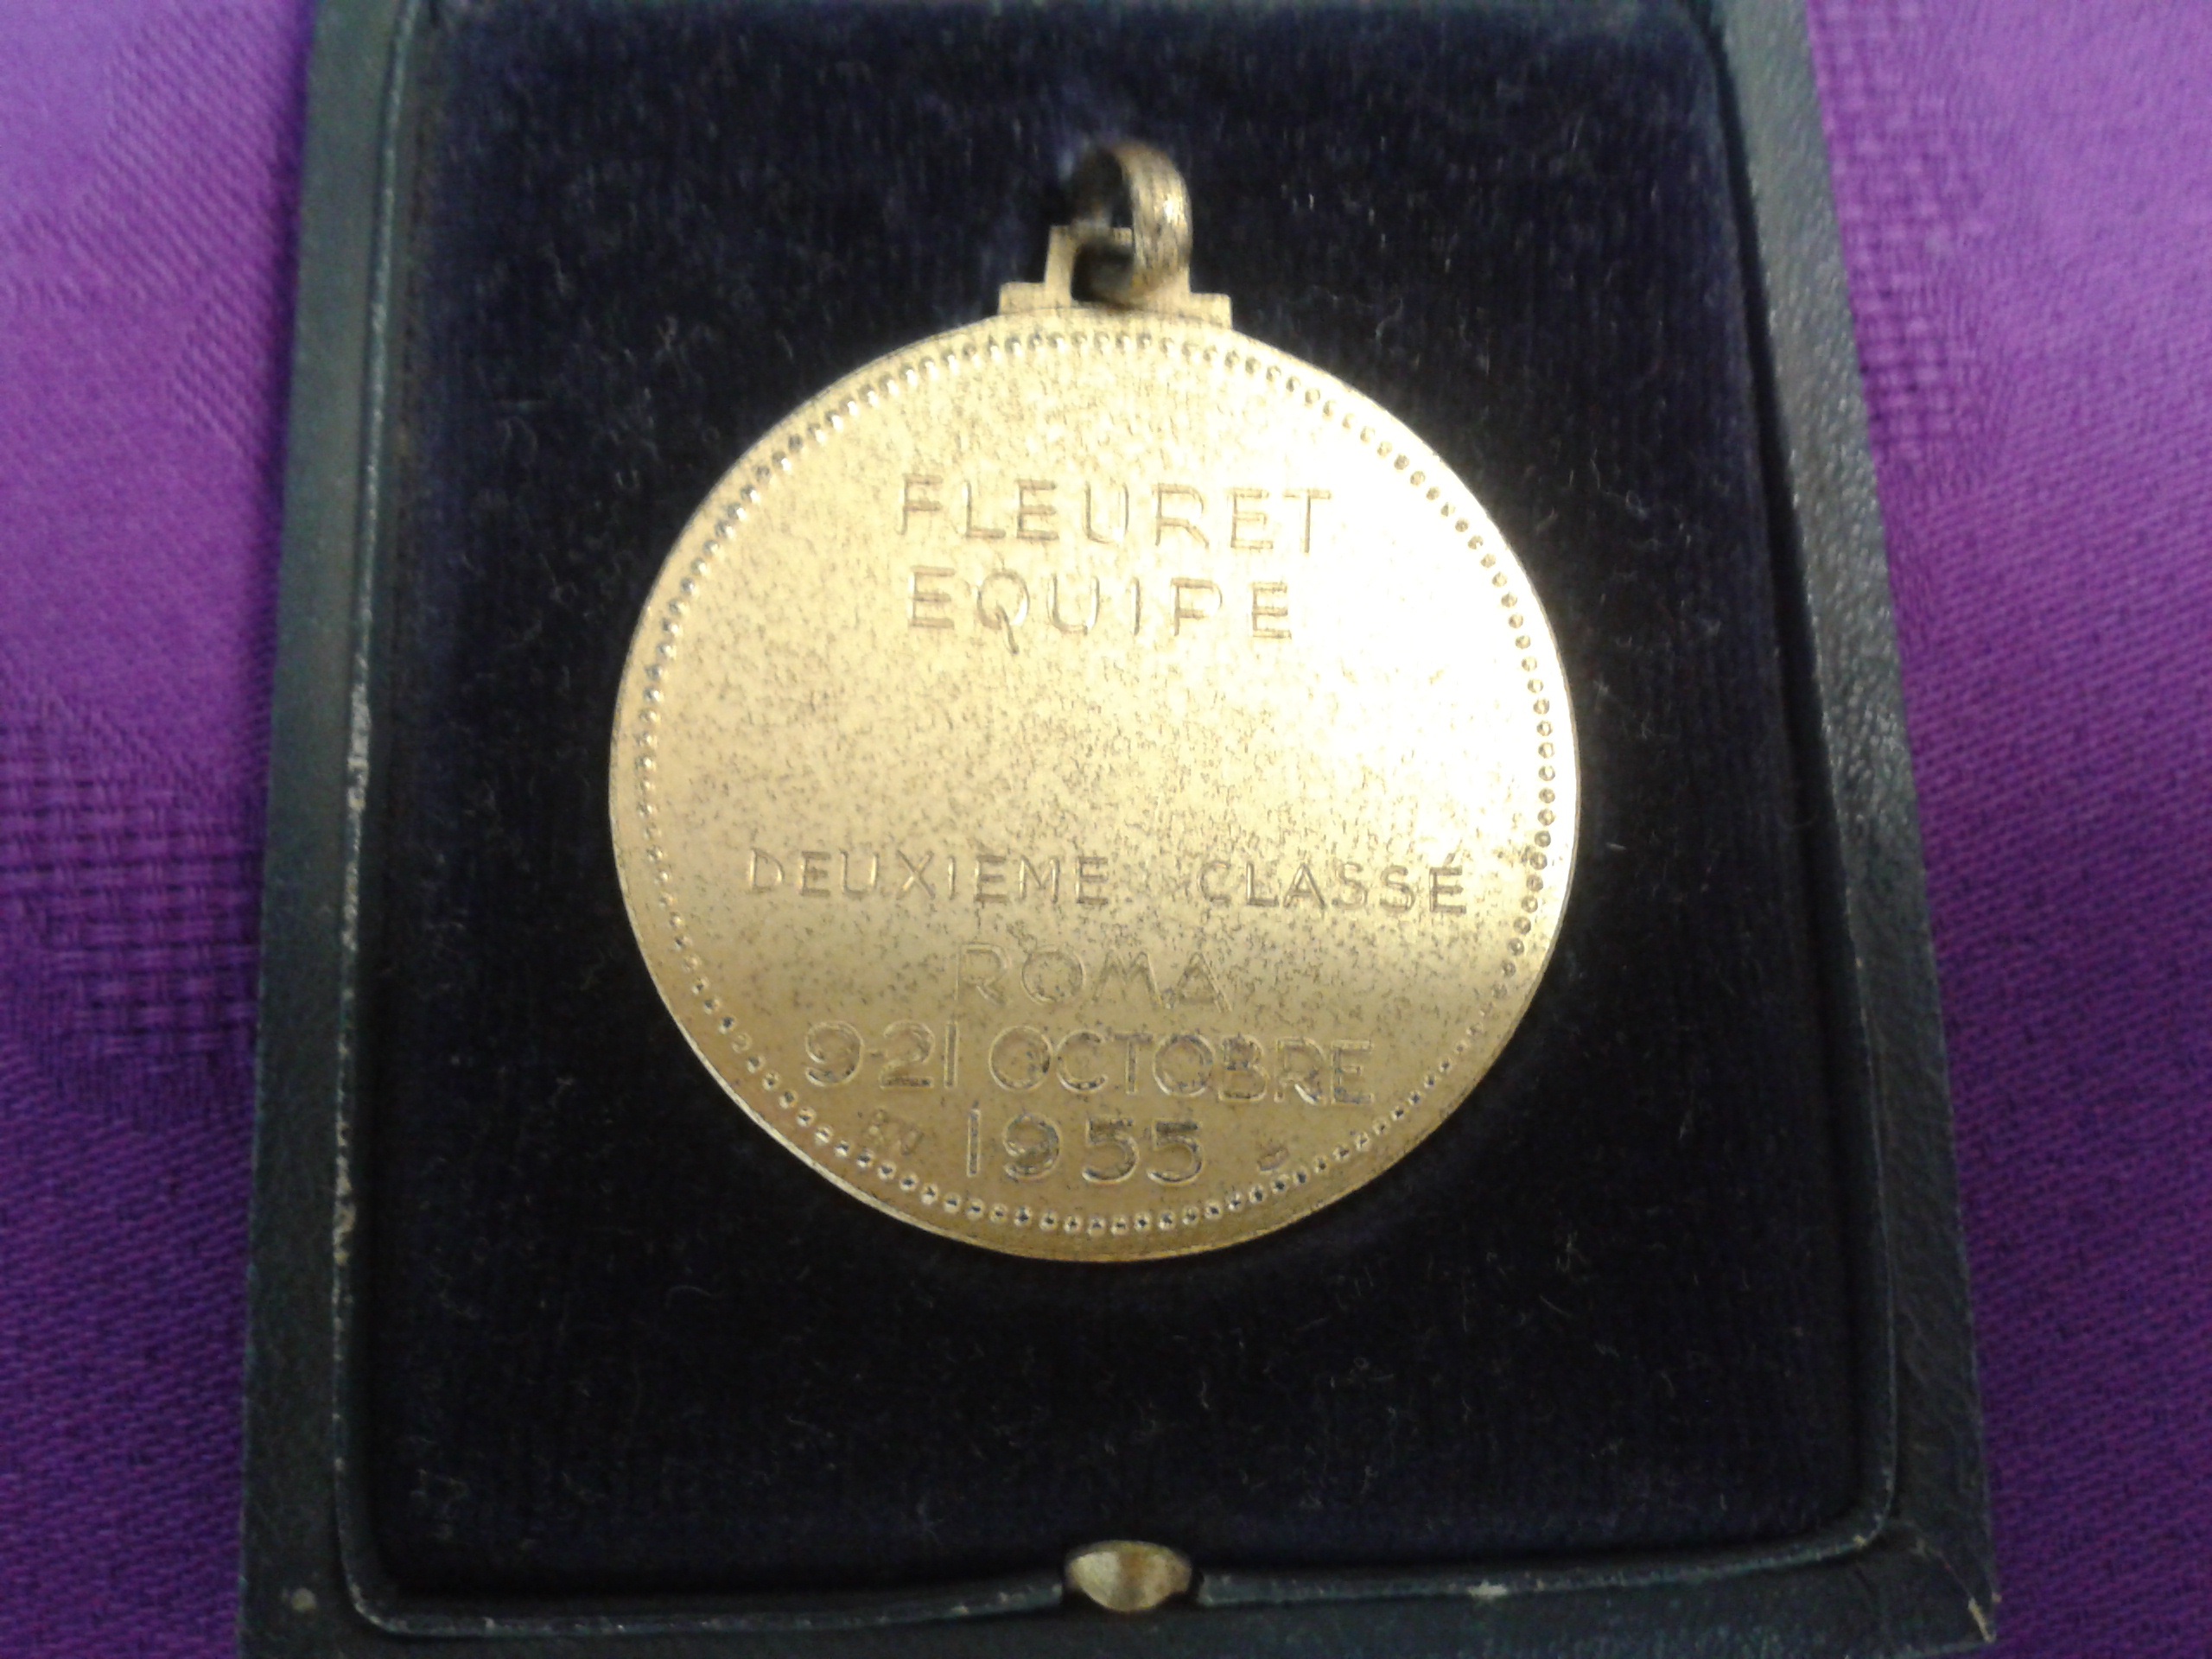 FLEURET
EQUIPE
DEUXIEME CLASSÉ
ROMA
9-21 OCTOBRE
1955